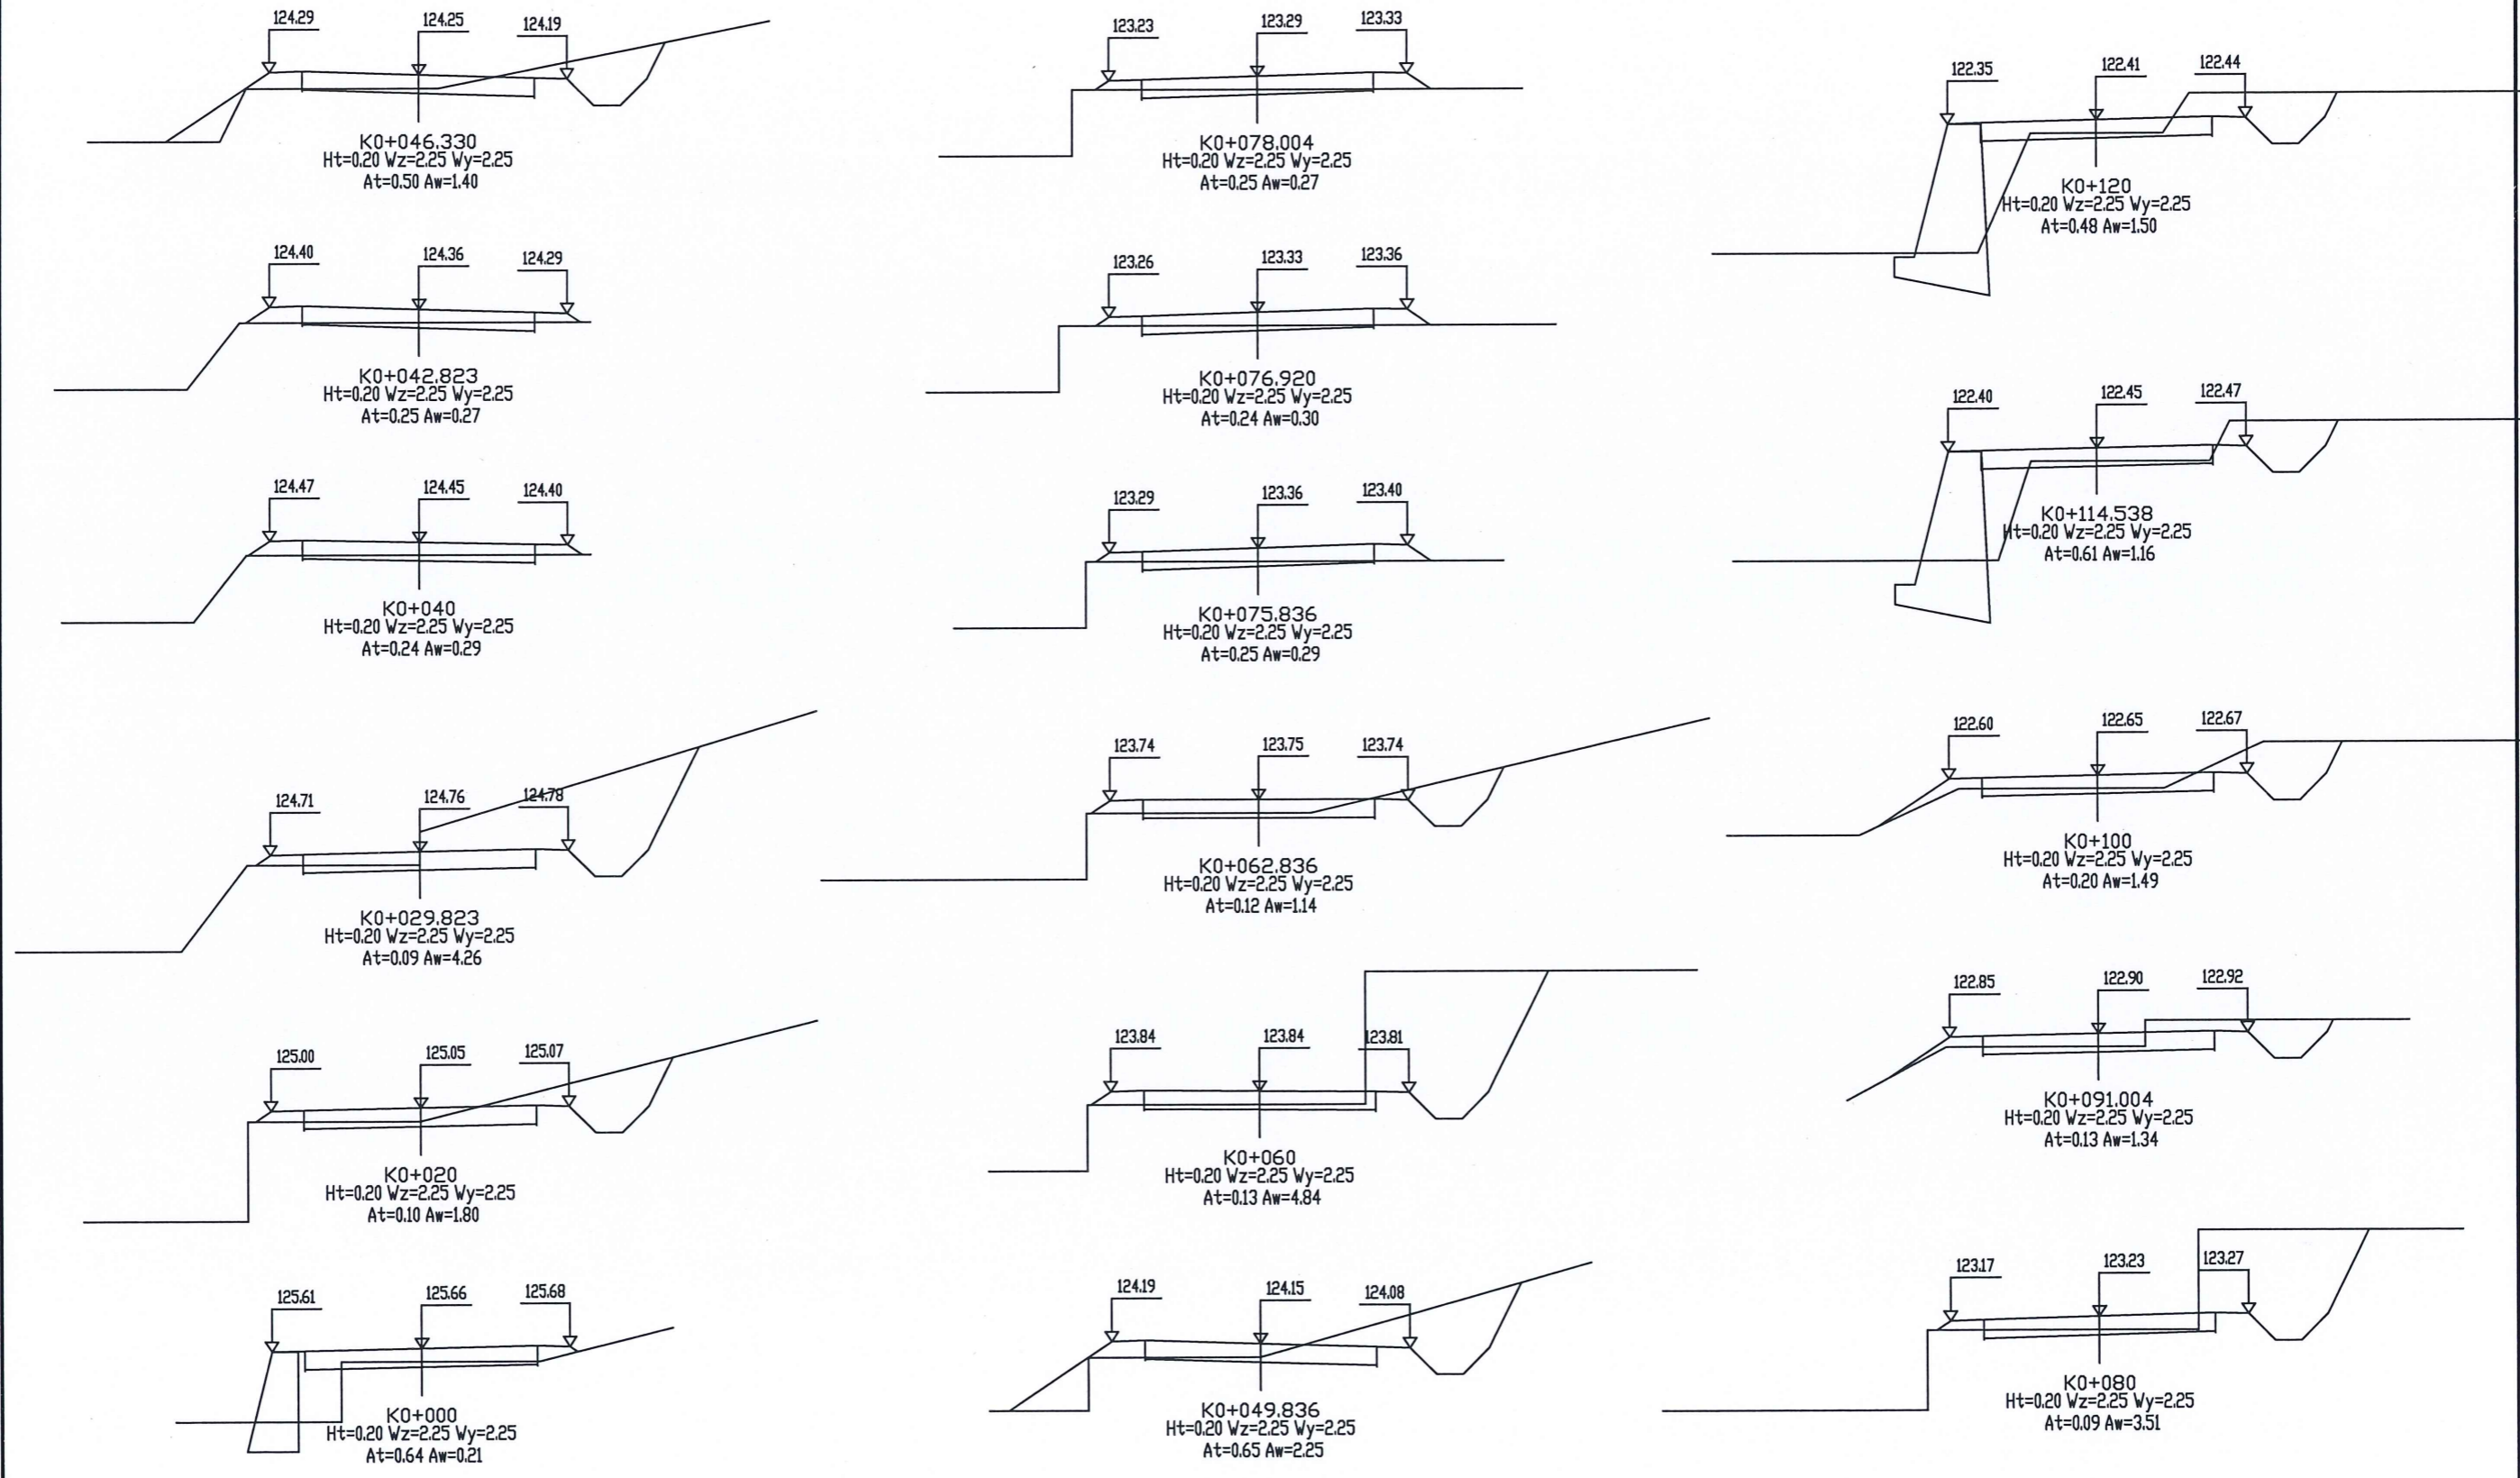 124.29 124.25 124.19
K0+046.330
Ht=0.20 Wz=2.25 Wy=2.25
At=0.50 Aw=1.40
124.40 124.36 124.29
K0+042.823
Ht=0.20 Wz=2.25 Wy=2.25
At=0.25 Aw=0.27
124.47 124.45 124.40
K0+040
Ht=0.20 Wz=2.25 Wy=2.25
At=0.24 Aw=0.29
124.71 124.76 124.78
K0+029.823
Ht=0.20 Wz=2.25 Wy=2.25
At=0.09 Aw=4.26
125.00 125.05 125.07
K0+020
Ht=0.20 Wz=2.25 Wy=2.25
At=0.10 Aw=1.80
125.61 125.66 125.68
K0+000
Ht=0.20 Wz=2.25 Wy=2.25
At=0.64 Aw=0.21
123.23 123.29 123.33
K0+078.004
Ht=0.20 Wz=2.25 Wy=2.25
At=0.25 Aw=0.27
123.26 123.33 123.36
K0+076.920
Ht=0.20 Wz=2.25 Wy=2.25
At=0.24 Aw=0.30
123.29 123.36 123.40
K0+075.836
Ht=0.20 Wz=2.25 Wy=2.25
At=0.25 Aw=0.29
123.74 123.75 123.74
K0+062.836
Ht=0.20 Wz=2.25 Wy=2.25
At=0.12 Aw=1.14
123.84 123.84 123.81
K0+060
Ht=0.20 Wz=2.25 Wy=2.25
At=0.13 Aw=4.84
124.19 124.15 124.08
K0+049.836
Ht=0.20 Wz=2.25 Wy=2.25
At=0.65 Aw=2.25
122.35 122.41 122.44
K0+120
Ht=0.20 Wz=2.25 Wy=2.25
At=0.48 Aw=1.50
122.40 122.45 122.47
K0+114.538
Ht=0.20 Wz=2.25 Wy=2.25
At=0.61 Aw=1.16
122.60 122.65 122.67
K0+100
Ht=0.20 Wz=2.25 Wy=2.25
At=0.20 Aw=1.49
122.85 122.90 122.92
K0+091.004
Ht=0.20 Wz=2.25 Wy=2.25
At=0.13 Aw=1.34
123.17 123.23 123.27
K0+080
Ht=0.20 Wz=2.25 Wy=2.25
At=0.09 Aw=3.51